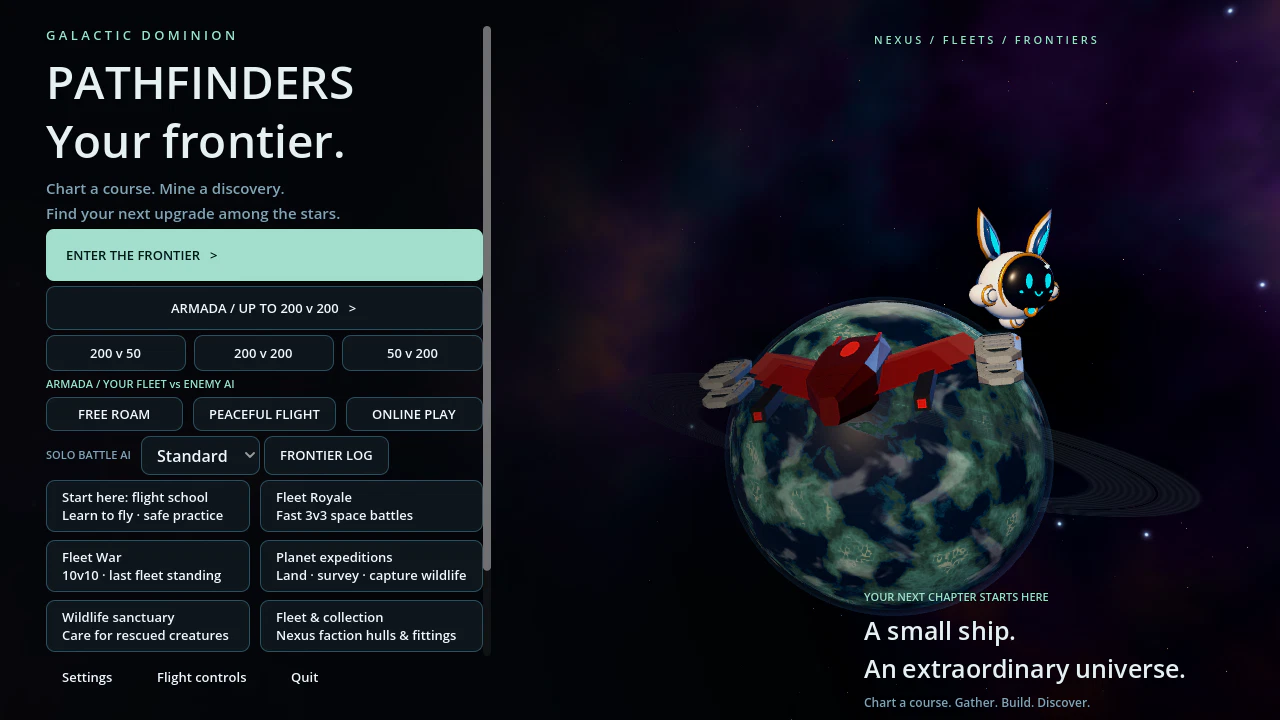 GALACTIC DOMINION
PATHFINDERS
Your frontier.
Chart a course. Mine a discovery.
Find your next upgrade among the stars.
ENTER THE FRONTIER >
ARMADA / UP TO 200 v 200 >
200 v 50
200 v 200
50 v 200
ARMADA / YOUR FLEET vs ENEMY AI
FREE ROAM
PEACEFUL FLIGHT
ONLINE PLAY
SOLO BATTLE AI
Standard
FRONTIER LOG
Start here: flight school
Learn to fly · safe practice
Fleet Royale
Fast 3v3 space battles
Fleet War
10v10 · last fleet standing
Planet expeditions
Land · survey · capture wildlife
Wildlife sanctuary
Care for rescued creatures
Fleet & collection
Nexus faction hulls & fittings
Settings
Flight controls
Quit
NEXUS / FLEETS / FRONTIERS
YOUR NEXT CHAPTER STARTS HERE
A small ship.
An extraordinary universe.
Chart a course. Gather. Build. Discover.